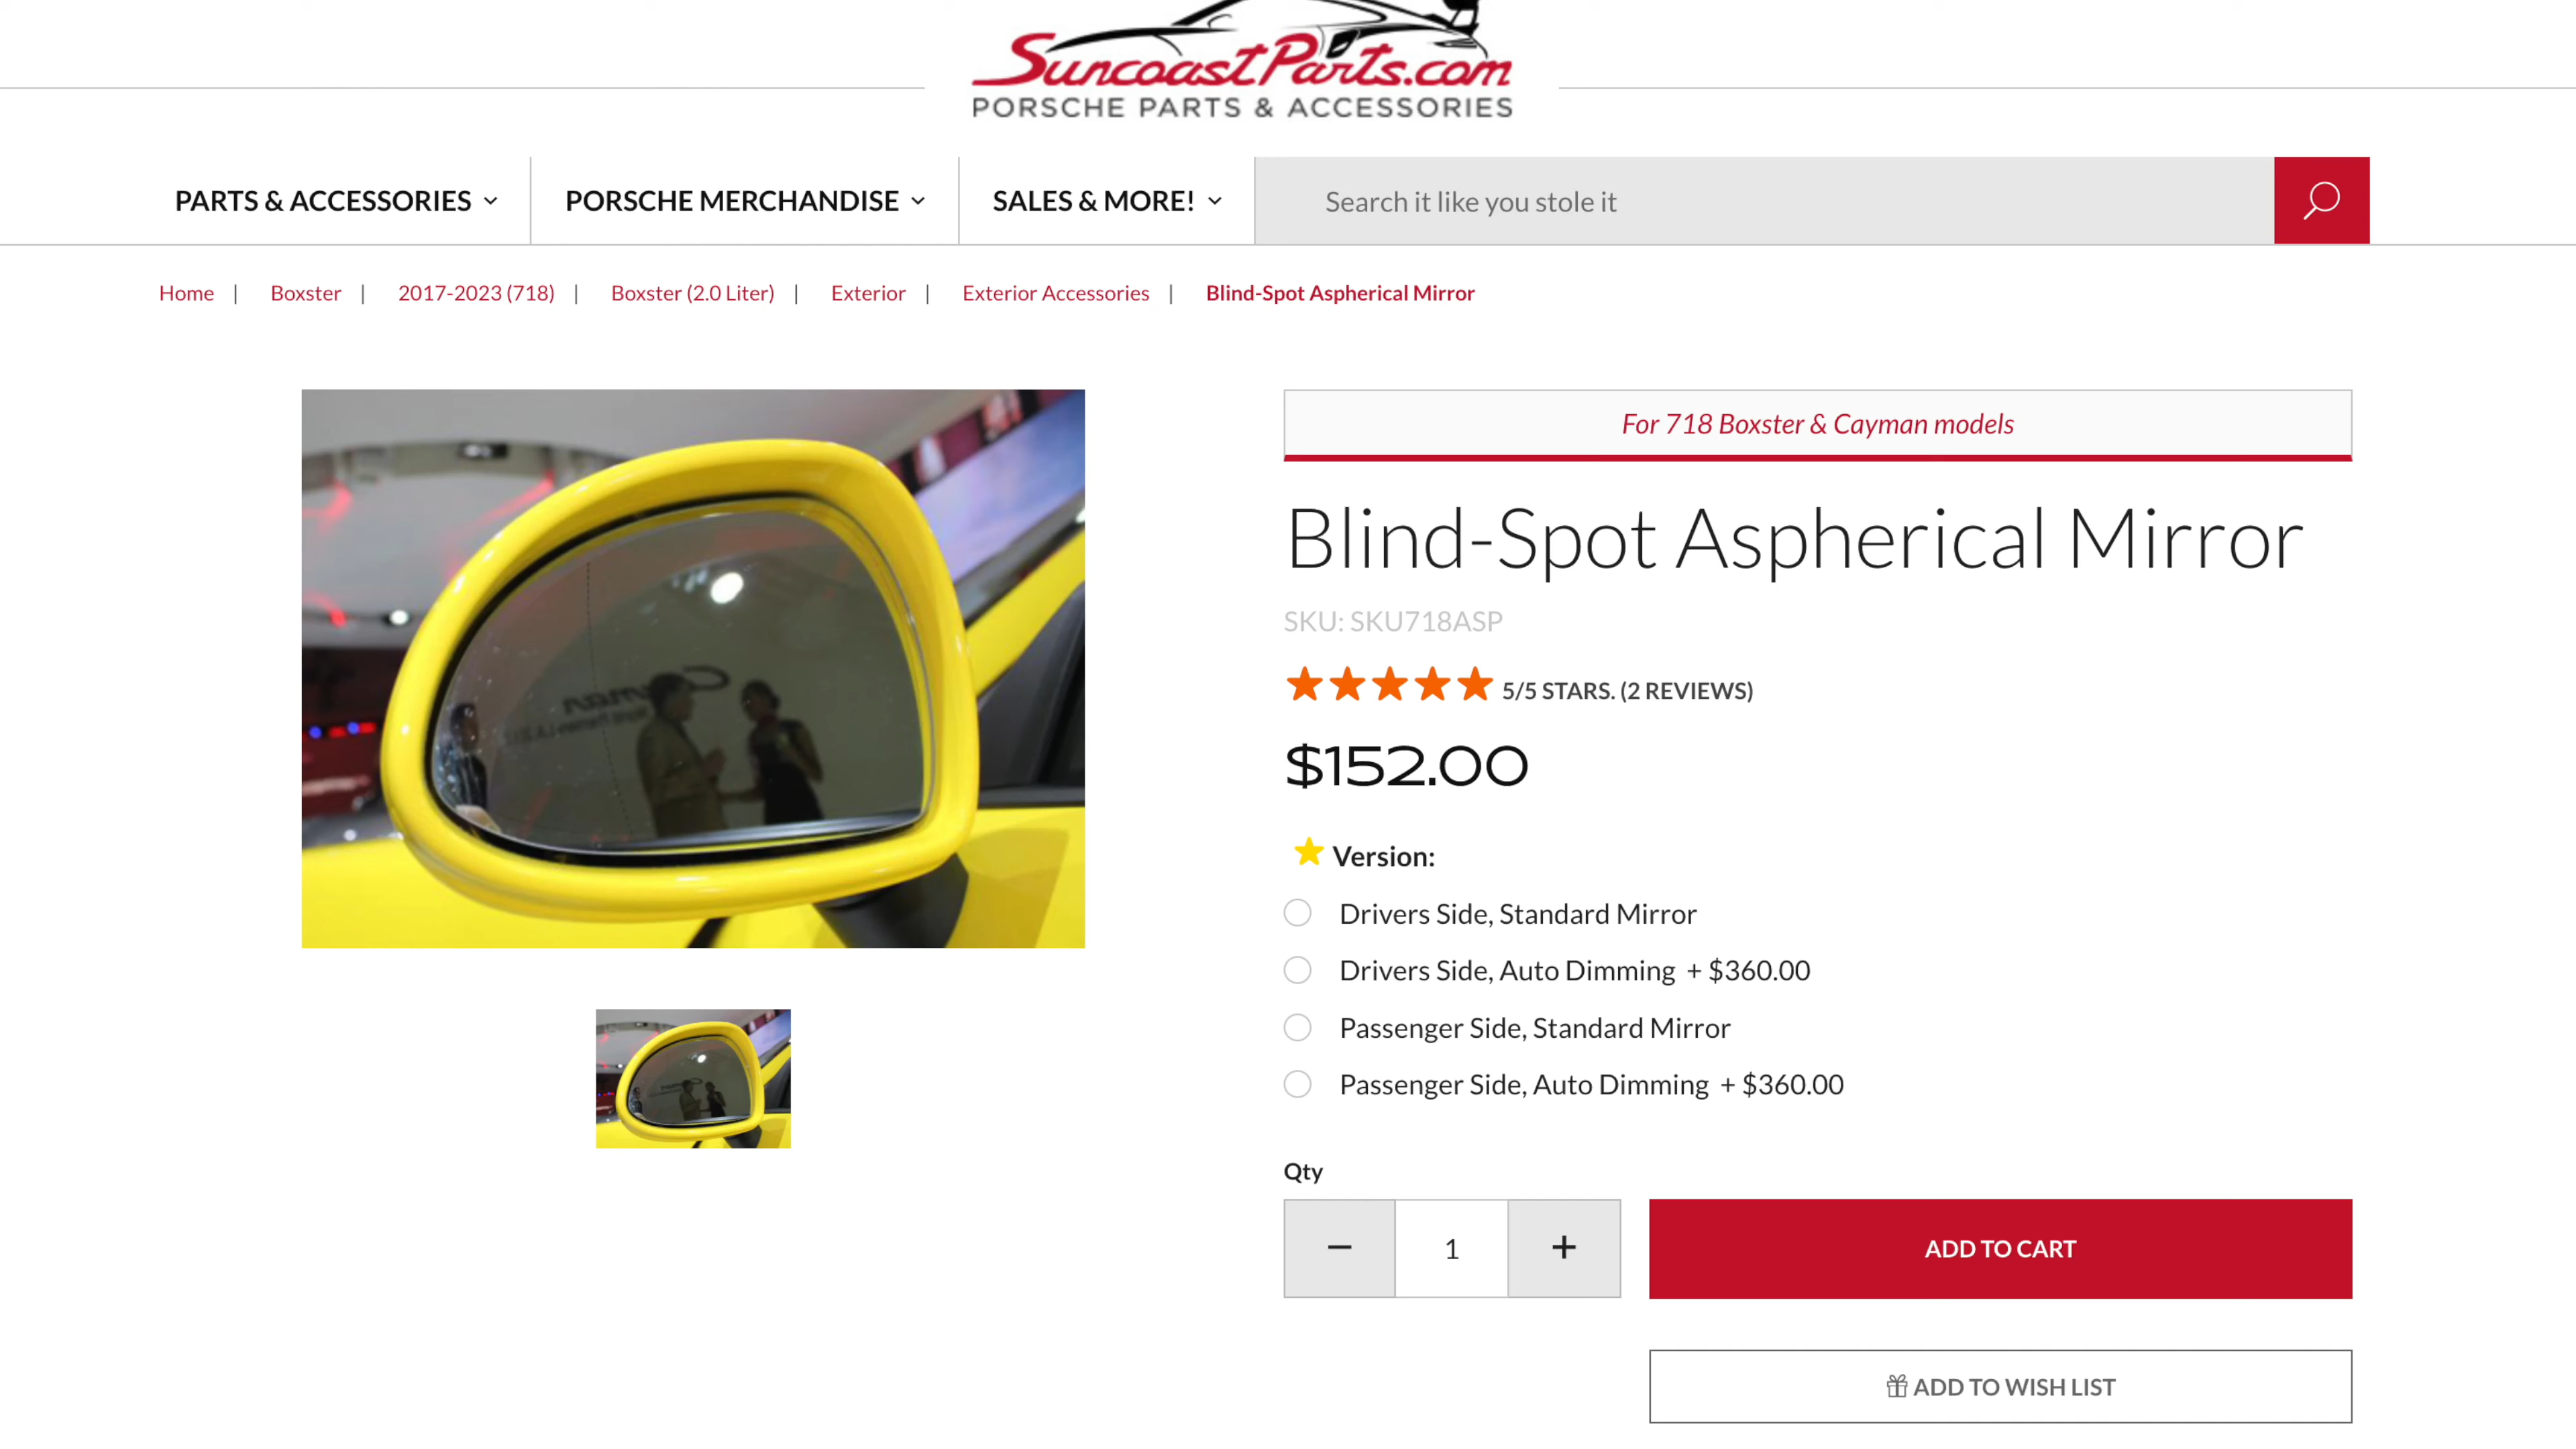 SuncoastParts.com
PORSCHE PARTS & ACCESSORIES
PARTS & ACCESSORIES
PORSCHE MERCHANDISE
SALES & MORE!
Search it like you stole it
Home | Boxster | 2017-2023 (718) | Boxster (2.0 Liter) | Exterior | Exterior Accessories | Blind-Spot Aspherical Mirror
For 718 Boxster & Cayman models
Blind-Spot Aspherical Mirror
SKU: SKU718ASP
5/5 STARS. (2 REVIEWS)
$152.00
Version:
Drivers Side, Standard Mirror
Drivers Side, Auto Dimming + $360.00
Passenger Side, Standard Mirror
Passenger Side, Auto Dimming + $360.00
Qty
− 1 +
ADD TO CART
ADD TO WISH LIST